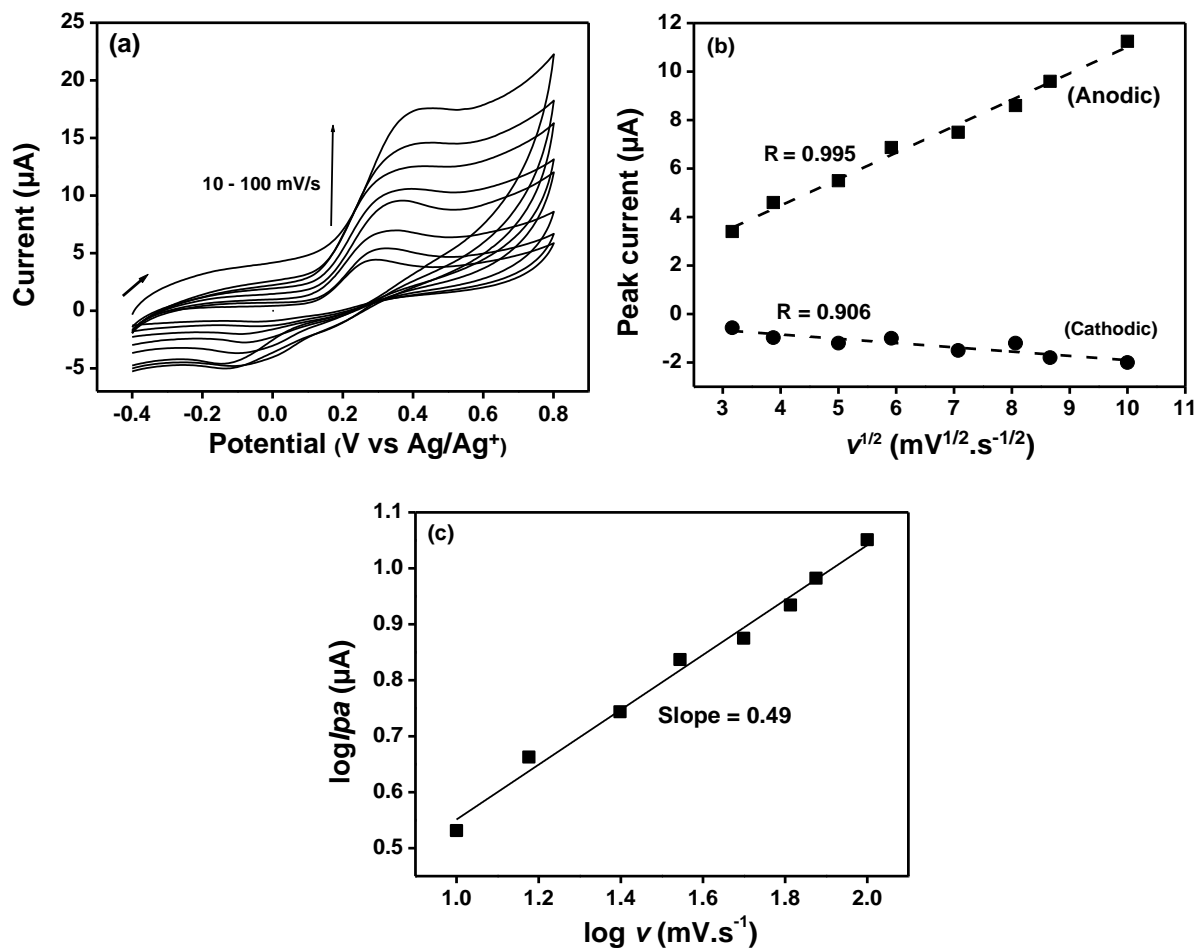 (a)
25
20
15
10
5
0
-5
Current (µA)
10 - 100 mV/s
-0.4 -0.2 0.0 0.2 0.4 0.6 0.8
Potential (V vs Ag/Ag⁺)
(b)
12
10
8
6
4
2
0
-2
Peak current (µA)
(Anodic)
R = 0.995
R = 0.906
(Cathodic)
3 4 5 6 7 8 9 10 11
v^1/2 (mV^1/2.s^-1/2)
(c)
1.1
1.0
0.9
0.8
0.7
0.6
0.5
logIpa (µA)
Slope = 0.49
1.0 1.2 1.4 1.6 1.8 2.0
log v (mV.s⁻¹)